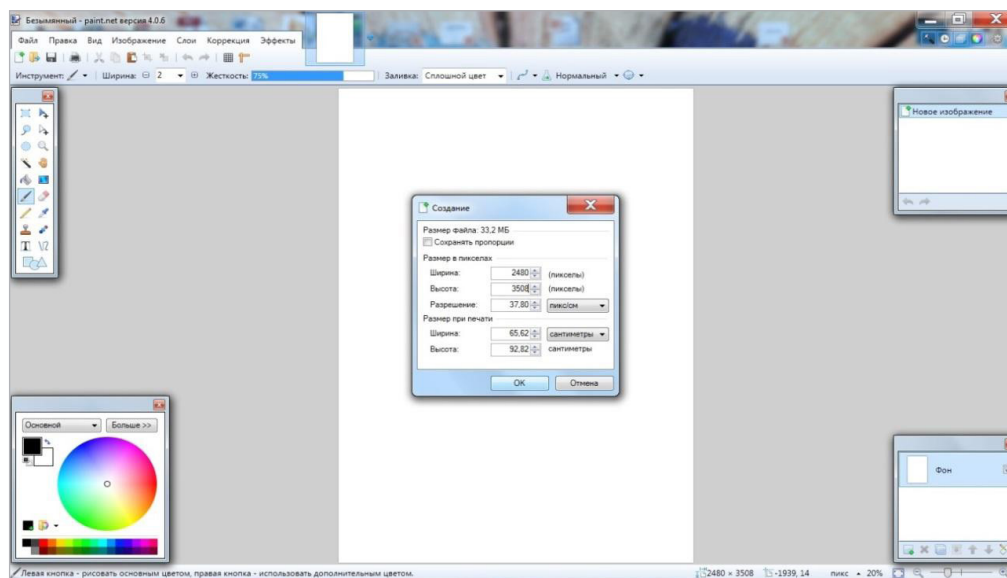 Безымянный - paint.net версия 4.0.6
Файл Правка Вид Изображение Слои Коррекция Эффекты
Инструмент: Ширина: 2 Жесткость: 75% Заливка: Сплошной цвет Нормальный
Новое изображение
Создание
Размер файла: 33,2 МБ
Сохранять пропорции
Размер в пикселах
Ширина: 2480 (пикселы)
Высота: 3508 (пикселы)
Разрешение: 37,80 пикс/см
Размер при печати
Ширина: 65,62 сантиметры
Высота: 92,82 сантиметры
OK Отмена
Основной Больше >>
Фон
Левая кнопка - рисовать основным цветом, правая кнопка - использовать дополнительным цветом. 2480 × 3508 -1939, 14 пикс 20%